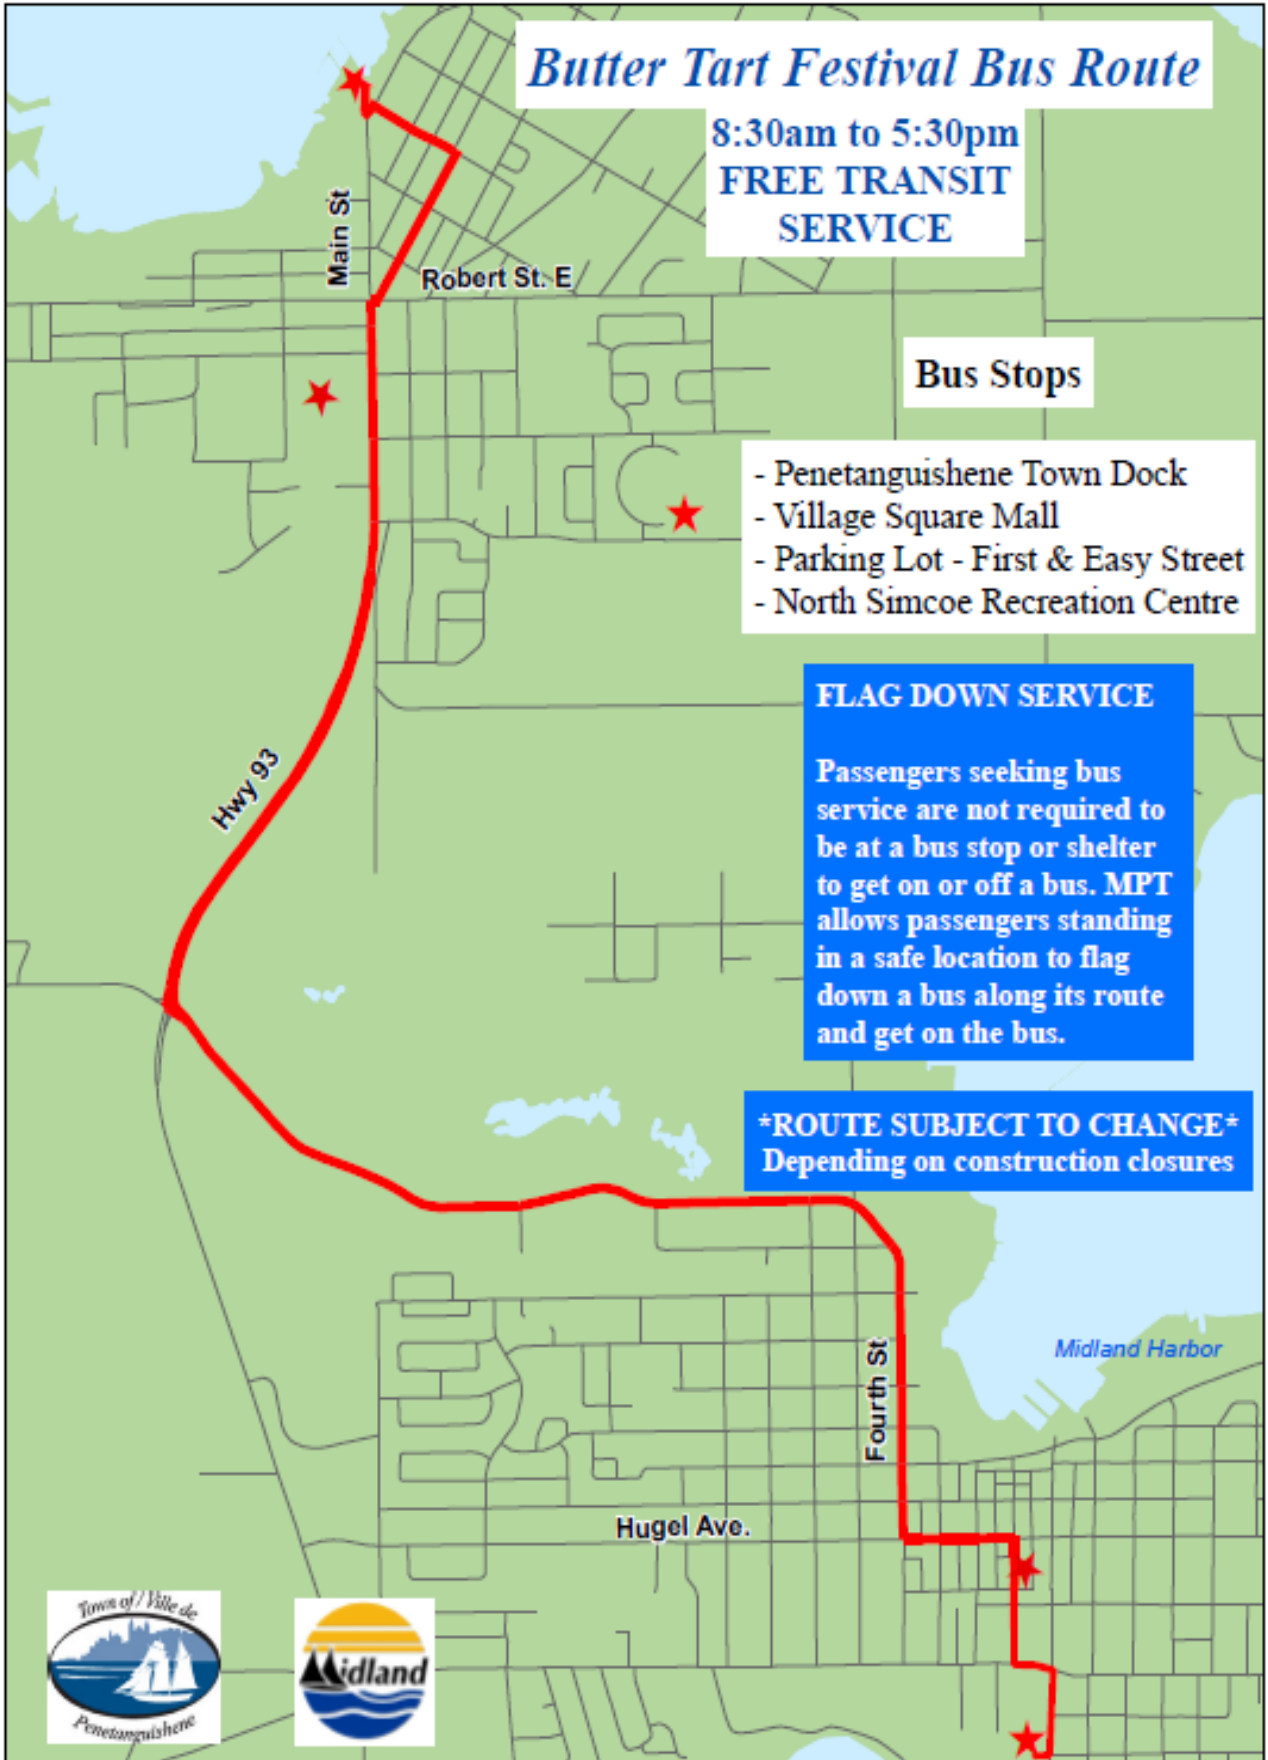 Butter Tart Festival Bus Route
8:30am to 5:30pm
FREE TRANSIT
SERVICE
Main St
Robert St. E
Bus Stops
- Penetanguishene Town Dock
- Village Square Mall
- Parking Lot - First & Easy Street
- North Simcoe Recreation Centre
FLAG DOWN SERVICE
Passengers seeking bus
service are not required to
be at a bus stop or shelter
to get on or off a bus. MPT
allows passengers standing
in a safe location to flag
down a bus along its route
and get on the bus.
Hwy 93
*ROUTE SUBJECT TO CHANGE*
Depending on construction closures
Midland Harbor
Fourth St
Hugel Ave.
Town of / Ville de
Penetanguishene
Midland